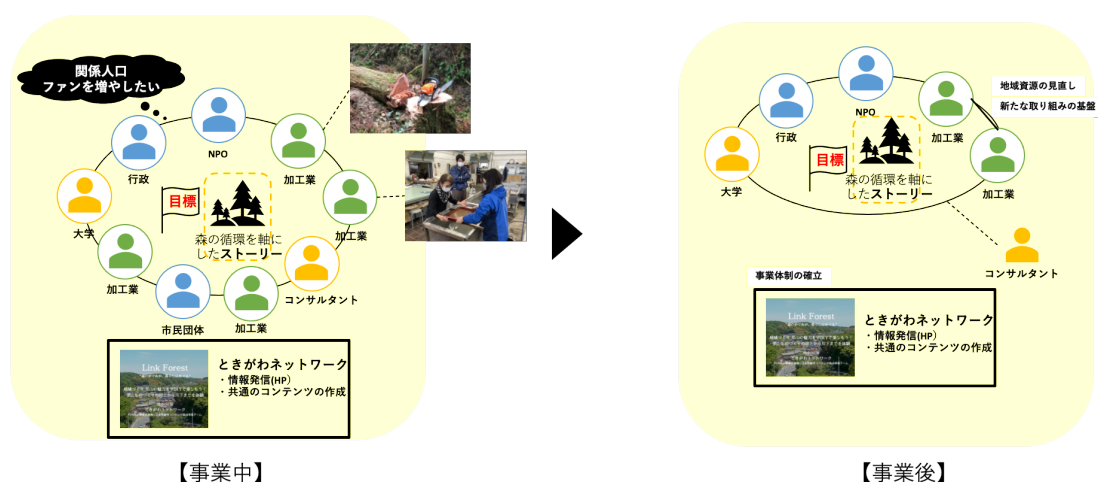 関係人口
ファンを増やしたい
NPO
行政
加工業
大学
目標
森の循環を軸に
したストーリー
加工業
加工業
コンサルタント
市民団体
加工業
Link Forest
ときがわネットワーク
・情報発信(HP)
・共通のコンテンツの作成
【事業中】
地域資源の見直し
新たな取り組みの基盤
NPO
行政
加工業
大学
目標
森の循環を軸に
したストーリー
加工業
コンサルタント
事業体制の確立
Link Forest
ときがわネットワーク
・情報発信(HP)
・共通のコンテンツの作成
【事業後】